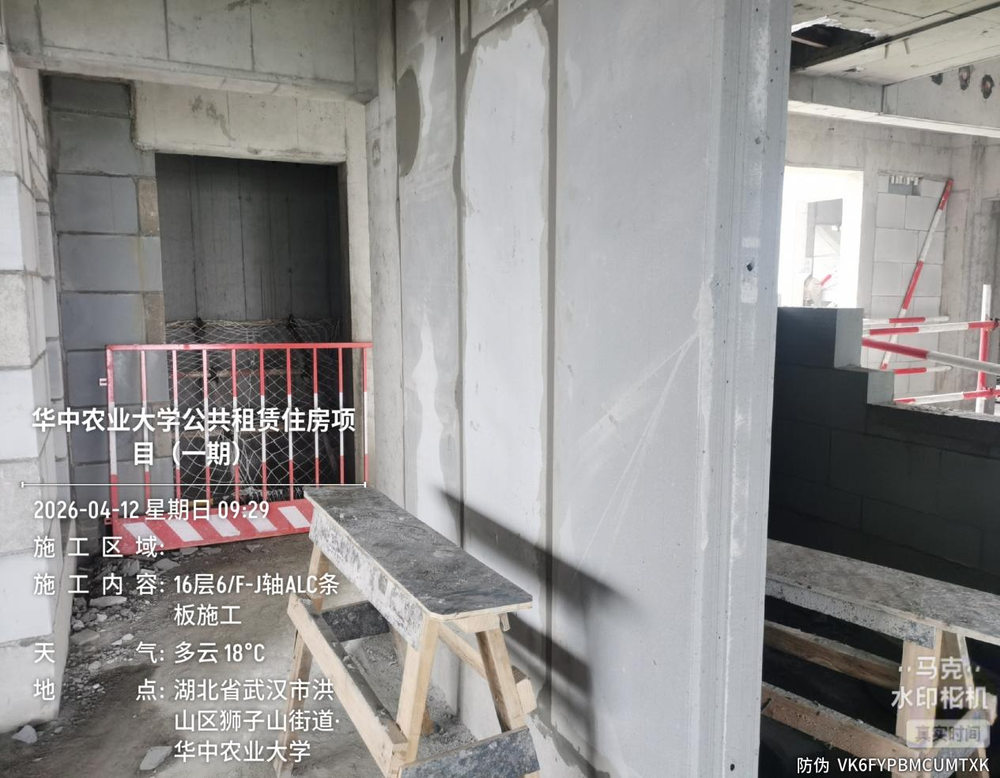 华中农业大学公共租赁住房项
目（一期）
2026-04-12 星期日 09:29
施工区域:
施工内容: 16层6/F-J轴ALC条
板施工
天气: 多云 18°C
地点: 湖北省武汉市洪
山区狮子山街道·
华中农业大学
马克
水印相机
真实时间
防伪 VK6FYPBMCUMTXK